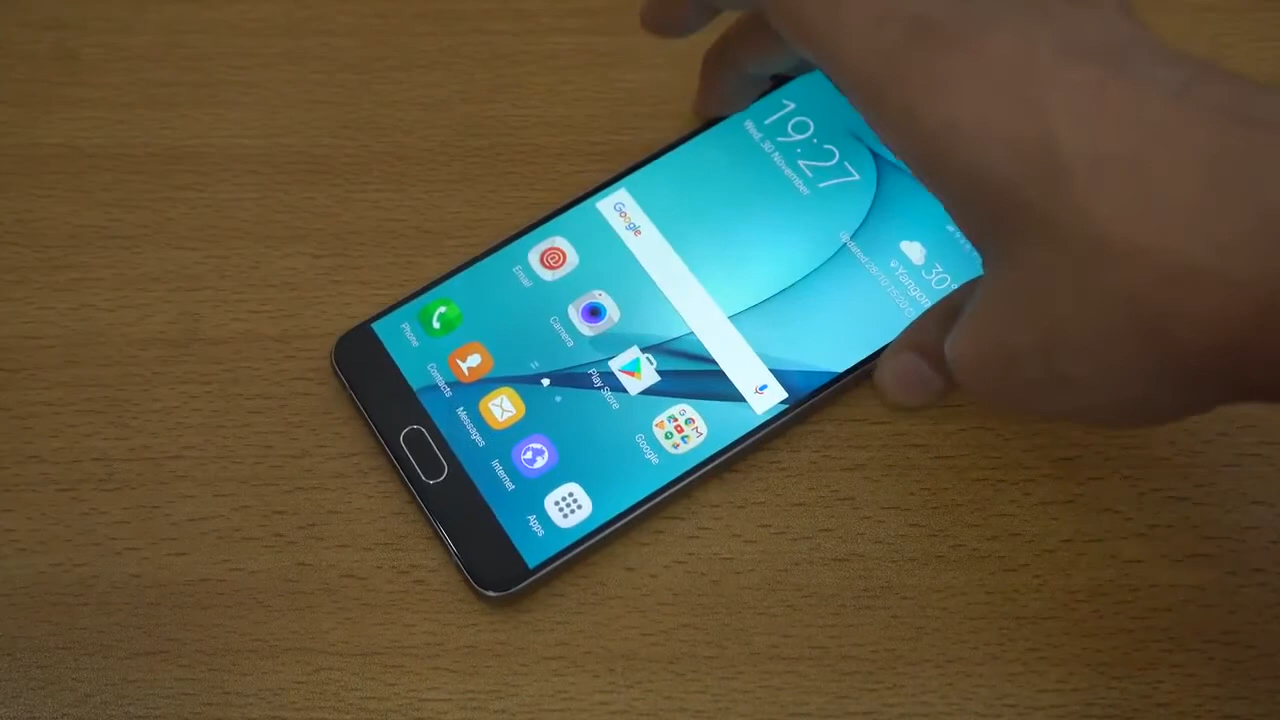 19:27
Wed, 30 November
30°
Yangon
Updated 28/10 15:20
Google
Email
Camera
Play Store
Google
Phone
Contacts
Messages
Internet
Apps